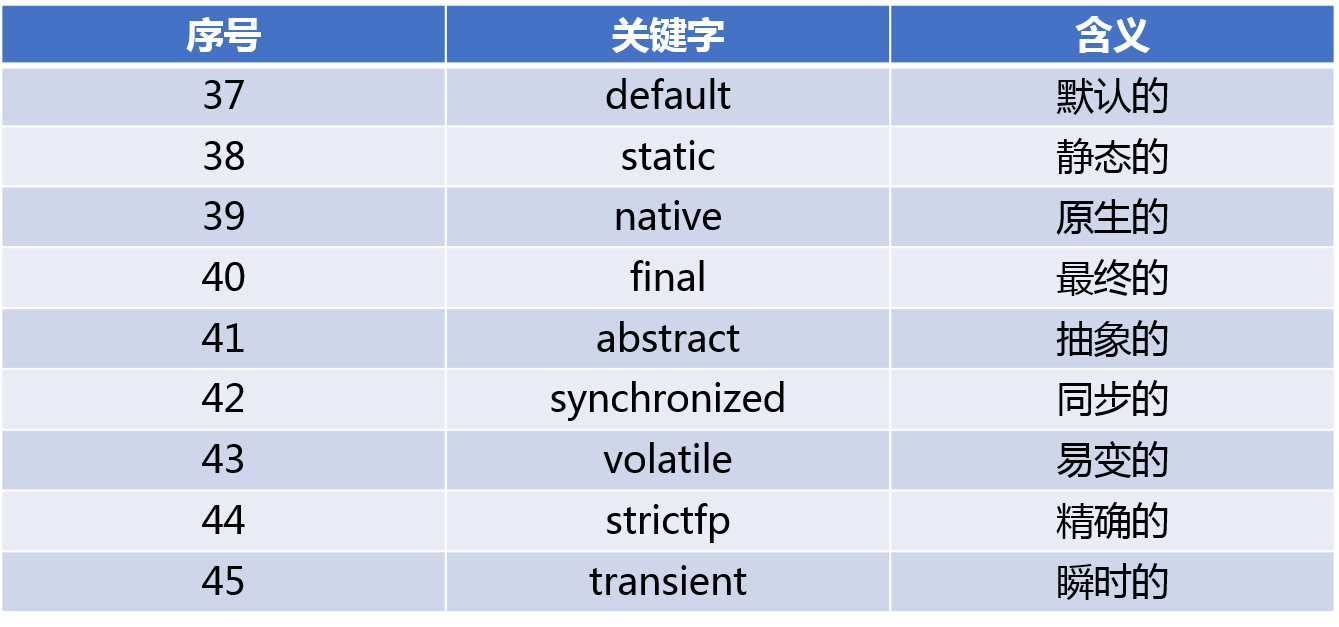 序号 关键字 含义
37 default 默认的
38 static 静态的
39 native 原生的
40 final 最终的
41 abstract 抽象的
42 synchronized 同步的
43 volatile 易变的
44 strictfp 精确的
45 transient 瞬时的